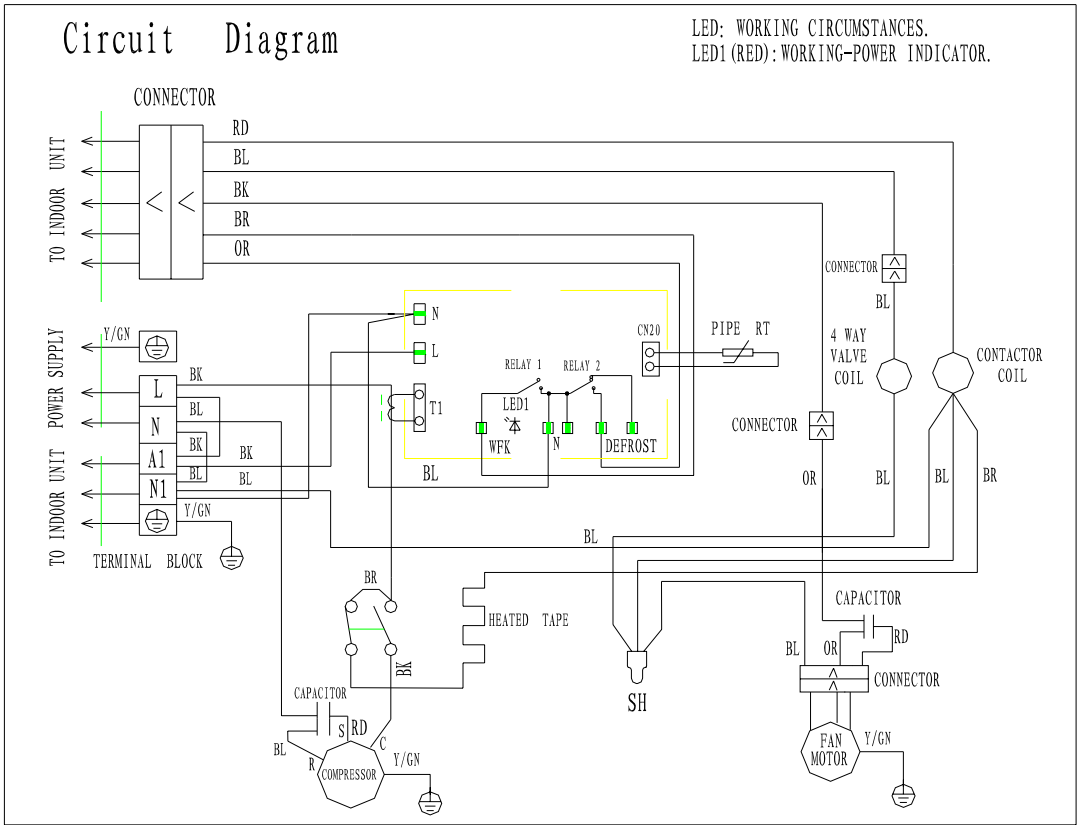 Circuit Diagram
LED: WORKING CIRCUMSTANCES.
LED1(RED):WORKING-POWER INDICATOR.
CONNECTOR
TO INDOOR UNIT
RD
BL
BK
BR
OR
CONNECTOR
BL
4 WAY
VALVE
COIL
CONTACTOR
COIL
POWER SUPPLY
Y/GN
L
N
A1
N1
BK
BL
BK
BL
BK
BL
Y/GN
TO INDOOR UNIT
TERMINAL BLOCK
N
L
T1
CN20
PIPE RT
RELAY 1
RELAY 2
LED1
WFK
N
DEFROST
BL
CONNECTOR
OR
BL
BL
BR
BL
BR
HEATED TAPE
BK
CAPACITOR
S
RD
C
BL
R
COMPRESSOR
Y/GN
SH
CAPACITOR
BL
OR
RD
CONNECTOR
FAN
MOTOR
Y/GN